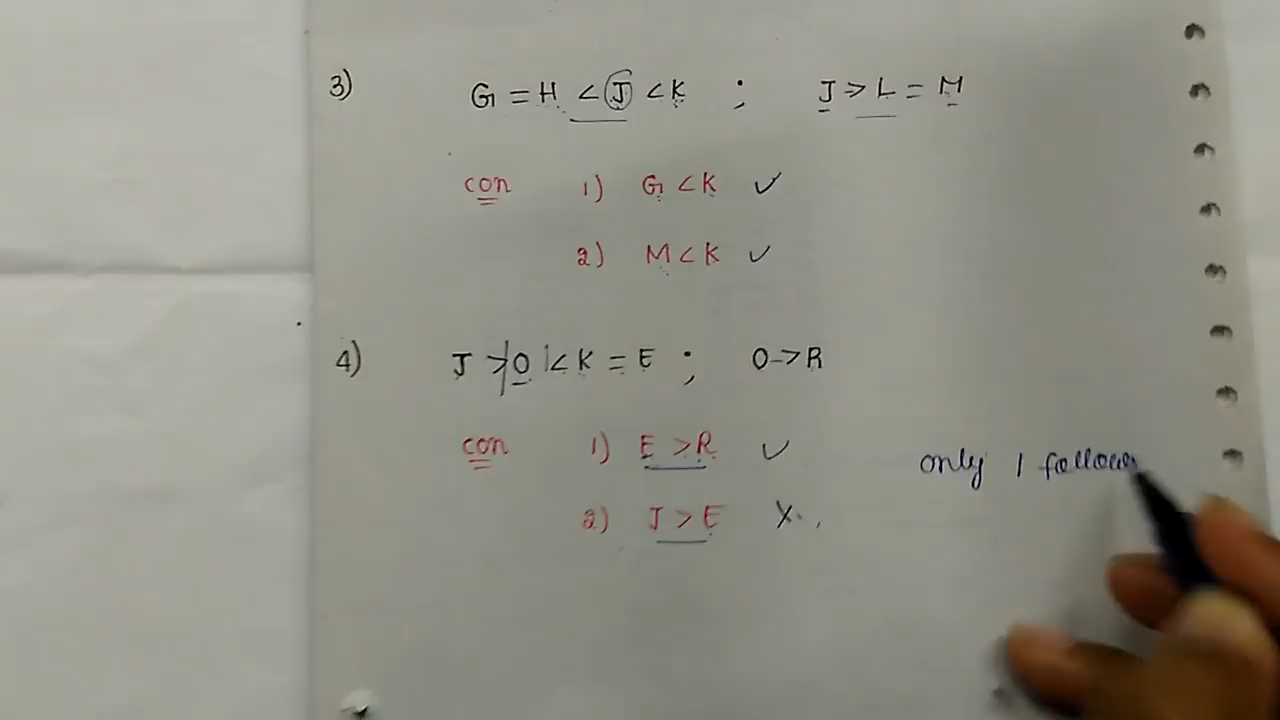 3) G = H < J < K ; J > L = M
con 1) G < K ✓
2) M < K ✓
4) J > O < K = E ; O > R
con 1) E > R ✓
only 1 follows
2) J > E X